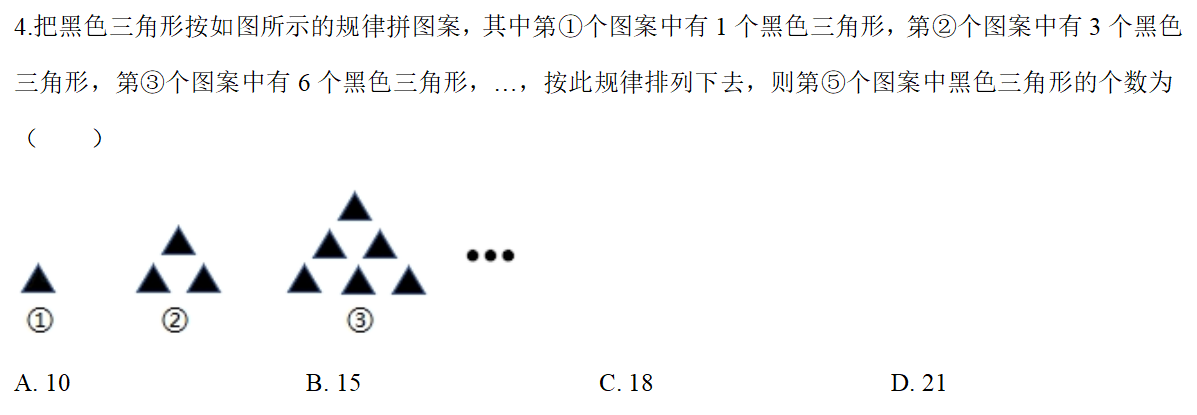 4.把黑色三角形按如图所示的规律拼图案，其中第①个图案中有 1 个黑色三角形，第②个图案中有 3 个黑色
三角形，第③个图案中有 6 个黑色三角形，…，按此规律排列下去，则第⑤个图案中黑色三角形的个数为
（　　）
① ② ③
A. 10 B. 15 C. 18 D. 21